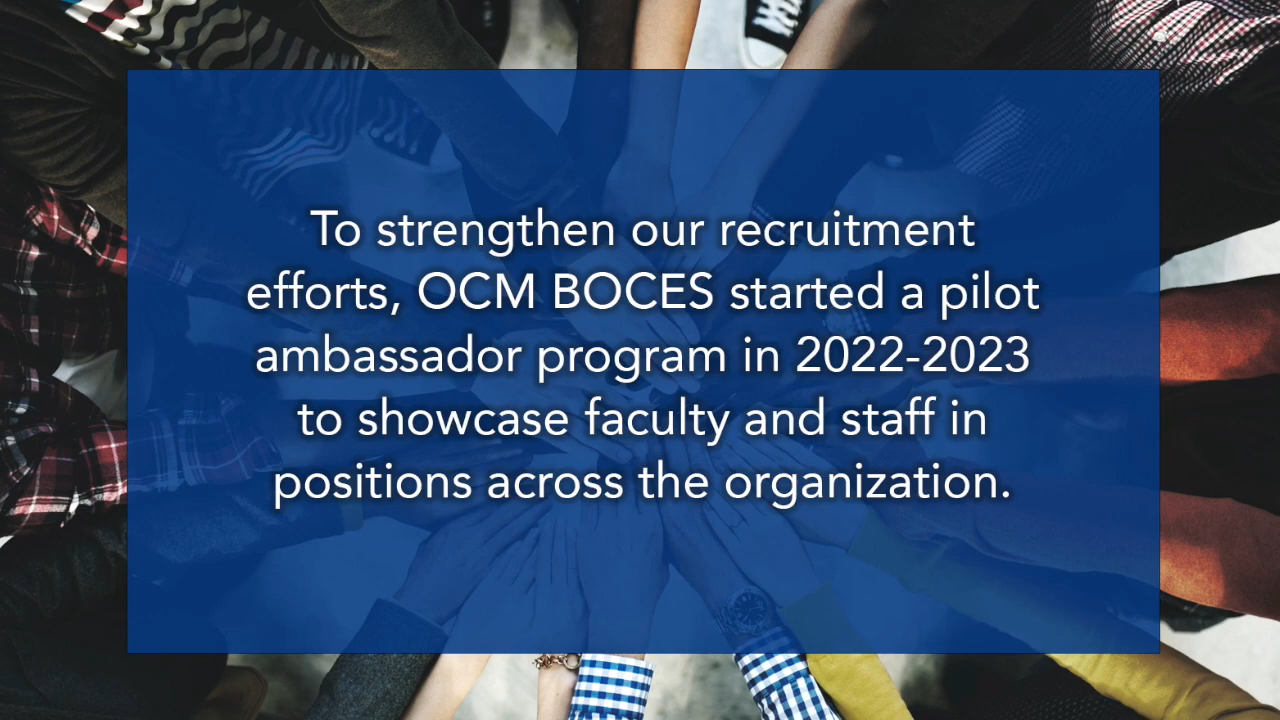 To strengthen our recruitment
efforts, OCM BOCES started a pilot
ambassador program in 2022-2023
to showcase faculty and staff in
positions across the organization.